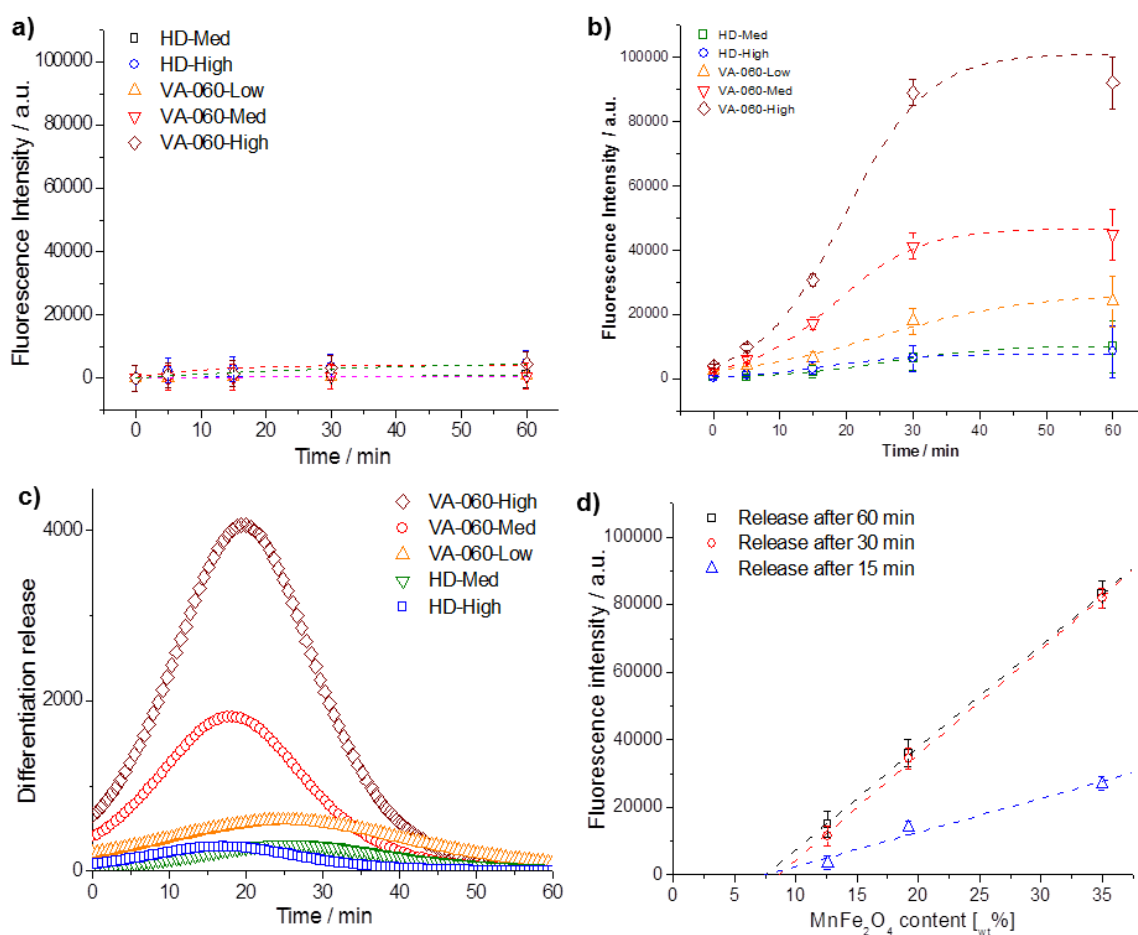 a)
HD-Med
HD-High
VA-060-Low
VA-060-Med
VA-060-High
100000
80000
60000
40000
20000
0
Fluorescence Intensity / a.u.
0 10 20 30 40 50 60
Time / min
b)
HD-Med
HD-High
VA-060-Low
VA-060-Med
VA-060-High
100000
80000
60000
40000
20000
0
Fluorescence Intensity / a.u.
0 10 20 30 40 50 60
Time / min
c)
VA-060-High
VA-060-Med
VA-060-Low
HD-Med
HD-High
4000
2000
0
Differentiation release
0 10 20 30 40 50 60
Time / min
d)
Release after 60 min
Release after 30 min
Release after 15 min
100000
80000
60000
40000
20000
0
Fluorescence intensity / a.u.
0 5 10 15 20 25 30 35
MnFe₂O₄ content [wt%]